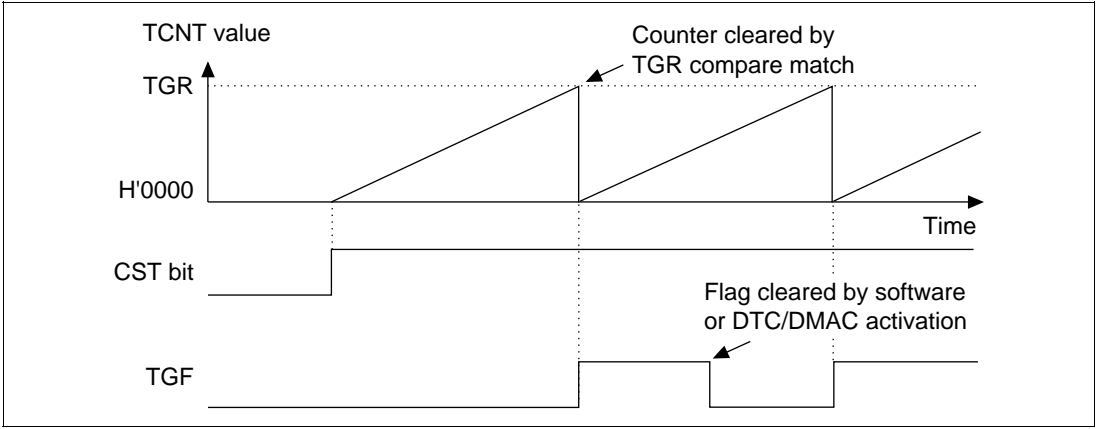 TCNT value
Counter cleared by
TGR compare match
TGR
H'0000
Time
CST bit
Flag cleared by software
or DTC/DMAC activation
TGF